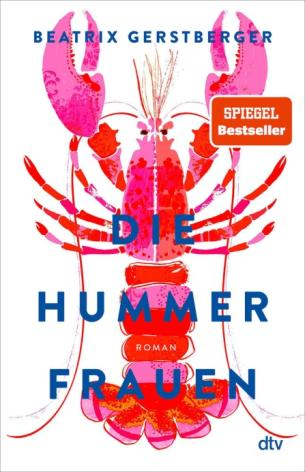 BEATRIX GERSTBERGER
SPIEGEL
Bestseller
DIE
HUMMER
ROMAN
FRAUEN
dtv